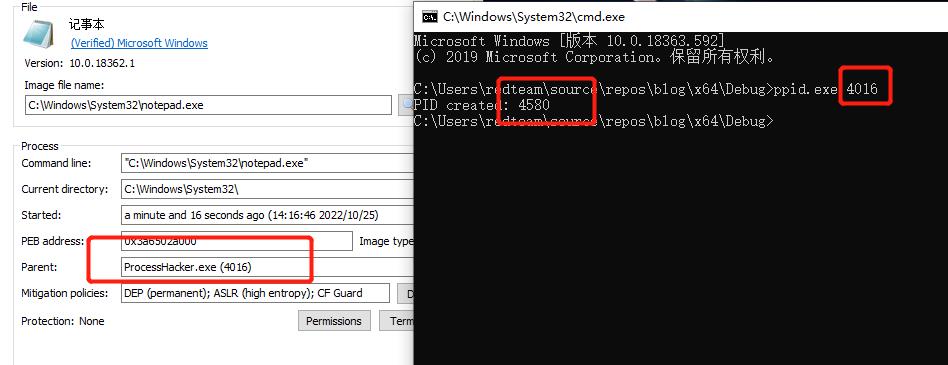 File
记事本
(Verified) Microsoft Windows
Version: 10.0.18362.1
Image file name:
C:\Windows\System32\notepad.exe
Process
Command line: "C:\Windows\System32\notepad.exe"
Current directory: C:\Windows\System32\
Started: a minute and 16 seconds ago (14:16:46 2022/10/25)
PEB address: 0x3a6502a000 Image type
Parent: ProcessHacker.exe (4016)
Mitigation policies: DEP (permanent); ASLR (high entropy); CF Guard D
Protection: None Permissions Term
C:\Windows\System32\cmd.exe
Microsoft Windows [版本 10.0.18363.592]
(c) 2019 Microsoft Corporation。保留所有权利。
C:\Users\redteam\source\repos\blog\x64\Debug>ppid.exe 4016
PID created: 4580
C:\Users\redteam\source\repos\blog\x64\Debug>